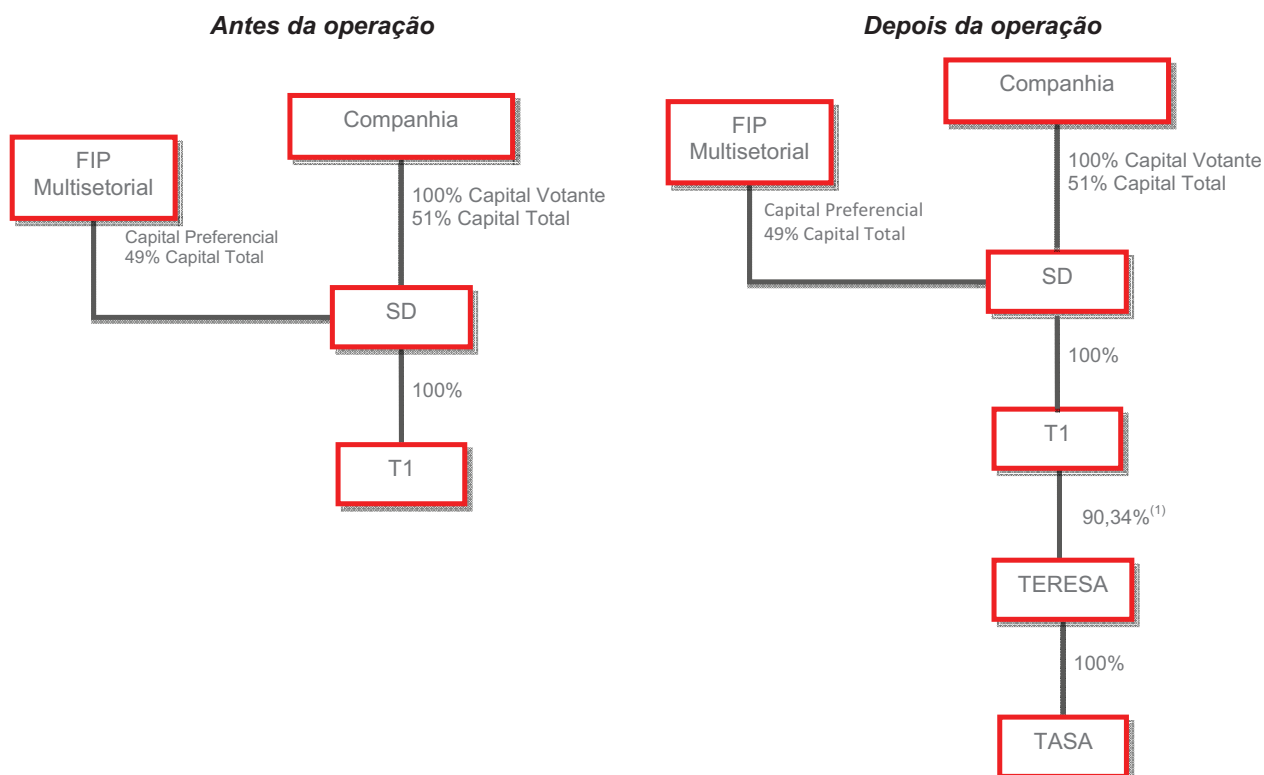 Antes da operação
Companhia
FIP
Multisetorial
100% Capital Votante
51% Capital Total
Capital Preferencial
49% Capital Total
SD
100%
T1
Depois da operação
Companhia
FIP
Multisetorial
100% Capital Votante
51% Capital Total
Capital Preferencial
49% Capital Total
SD
100%
T1
90,34%(1)
TERESA
100%
TASA